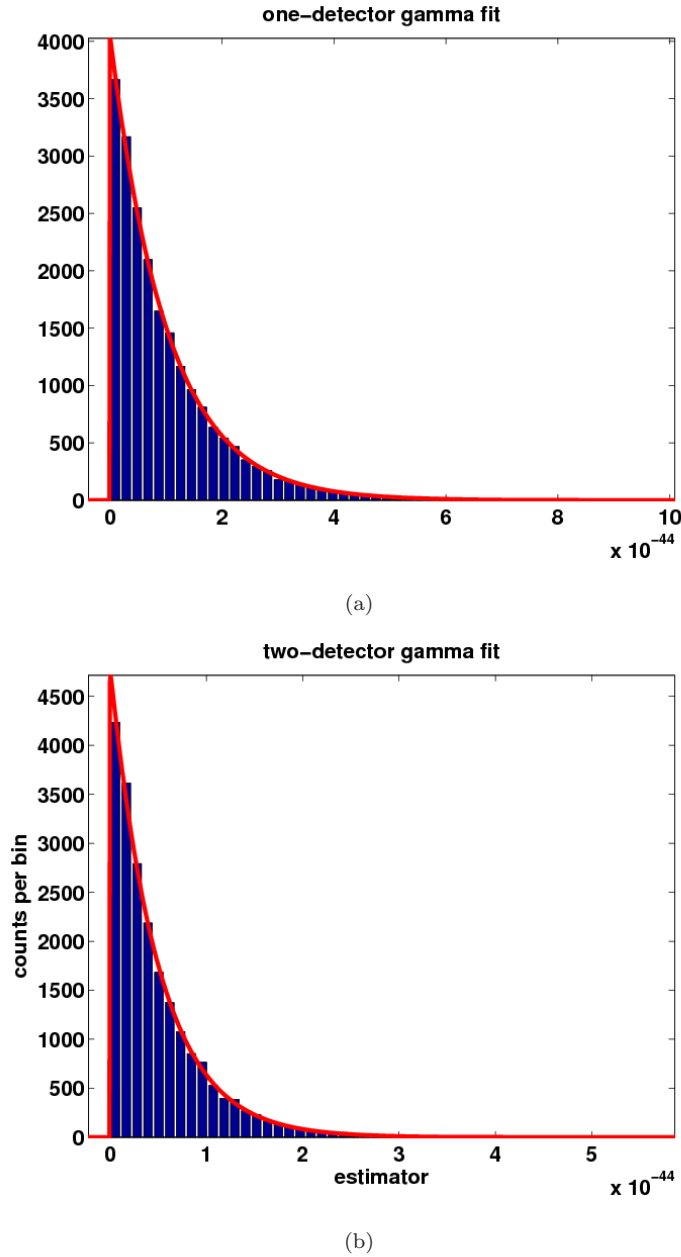 one-detector gamma fit
4000
3500
3000
2500
2000
1500
1000
500
0
0 2 4 6 8 10
x 10^-44
(a)
two-detector gamma fit
4500
4000
3500
3000
2500
2000
1500
1000
500
0
counts per bin
0 1 2 3 4 5
estimator
x 10^-44
(b)